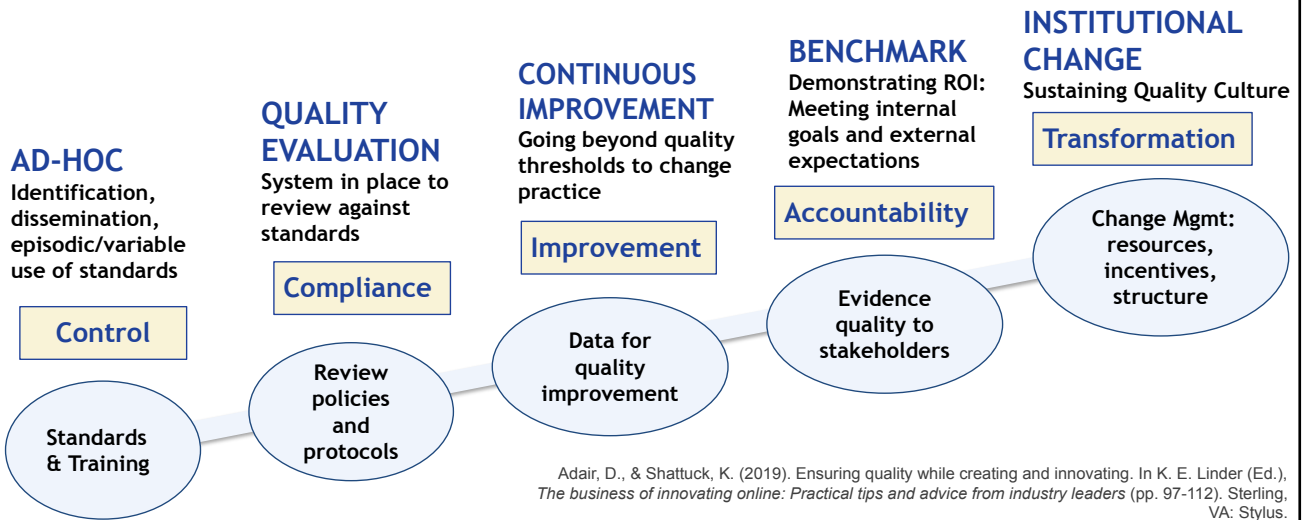 AD-HOC
Identification,
dissemination,
episodic/variable
use of standards
Control
Standards
& Training
QUALITY
EVALUATION
System in place to
review against
standards
Compliance
Review
policies
and
protocols
CONTINUOUS
IMPROVEMENT
Going beyond quality
thresholds to change
practice
Improvement
Data for
quality
improvement
BENCHMARK
Demonstrating ROI:
Meeting internal
goals and external
expectations
Accountability
Evidence
quality to
stakeholders
INSTITUTIONAL
CHANGE
Sustaining Quality Culture
Transformation
Change Mgmt:
resources,
incentives,
structure
Adair, D., & Shattuck, K. (2019). Ensuring quality while creating and innovating. In K. E. Linder (Ed.),
The business of innovating online: Practical tips and advice from industry leaders (pp. 97-112). Sterling,
VA: Stylus.